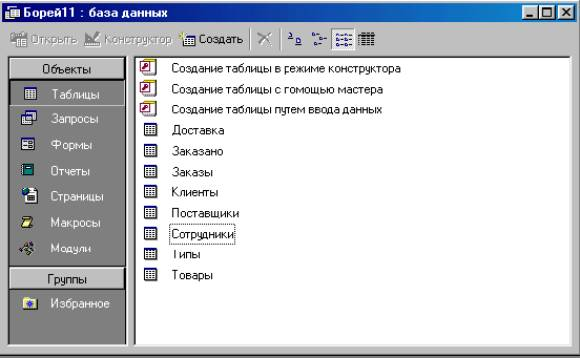 Борей11 : база данных
Открыть Конструктор Создать
Объекты
Таблицы
Запросы
Формы
Отчеты
Страницы
Макросы
Модули
Группы
Избранное
Создание таблицы в режиме конструктора
Создание таблицы с помощью мастера
Создание таблицы путем ввода данных
Доставка
Заказано
Заказы
Клиенты
Поставщики
Сотрудники
Типы
Товары